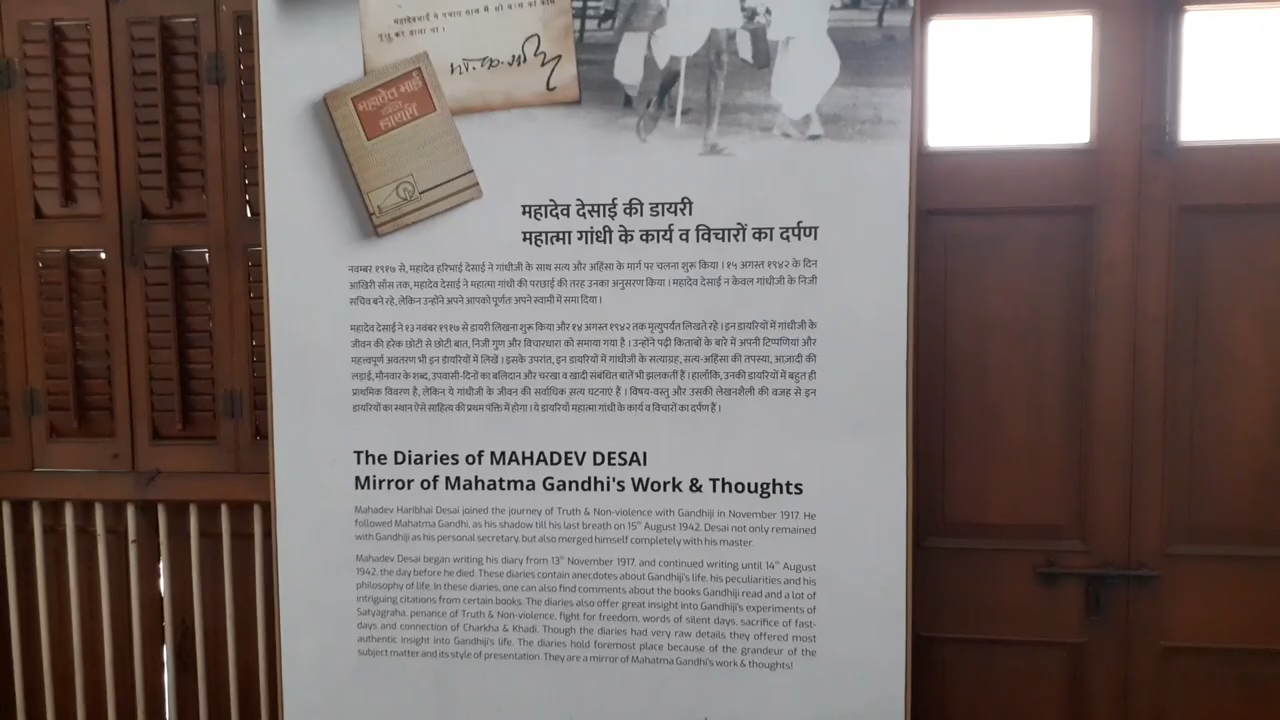 महादेवभाई ने पचास साल में सौ साल का काम
पूरा कर डाला था ।
महादेव भाई
डायरी
महादेव देसाई की डायरी
महात्मा गांधी के कार्य व विचारों का दर्पण
नवम्बर १९१७ से, महादेव हरिभाई देसाई ने गांधीजी के साथ सत्य और अहिंसा के मार्ग पर चलना शुरू किया । १५ अगस्त १९४२ के दिन
आखिरी साँस तक, महादेव देसाई ने महात्मा गांधी की परछाई की तरह उनका अनुसरण किया । महादेव देसाई न केवल गांधीजी के निजी
सचिव बने रहे, लेकिन उन्होंने अपने आपको पूर्णतः अपने स्वामी में समा दिया ।
महादेव देसाई ने १३ नवंबर १९१७ से डायरी लिखना शुरू किया और १४ अगस्त १९४२ तक मृत्युपर्यंत लिखते रहे । इन डायरियों में गांधीजी के
जीवन की हरेक छोटी से छोटी बात, निजी गुण और विचारधारा को समाया गया है । उन्होंने पढ़ी किताबों के बारे में अपनी टिप्पणियां और
महत्त्वपूर्ण अवतरण भी इन डायरियों में लिखें । इसके उपरांत, इन डायरियों में गांधीजी के सत्याग्रह, सत्य-अहिंसा की तपस्या, आज़ादी की
लड़ाई, मौनवार के शब्द, उपवासी-दिनों का बलिदान और चरखा व खादी संबंधित बातें भी झलकतीं हैं । हालाँकि, उनकी डायरियों में बहुत ही
प्राथमिक विवरण है, लेकिन ये गांधीजी के जीवन की सर्वाधिक सत्य घटनाएं हैं । विषय-वस्तु और उसकी लेखनशैली की वजह से इन
डायरियों का स्थान ऐसे साहित्य की प्रथम पंक्ति में होगा । ये डायरियाँ महात्मा गांधी के कार्य व विचारों का दर्पण हैं ।
The Diaries of MAHADEV DESAI
Mirror of Mahatma Gandhi's Work & Thoughts
Mahadev Haribhai Desai joined the journey of Truth & Non-violence with Gandhiji in November 1917. He
followed Mahatma Gandhi, as his shadow till his last breath on 15th August 1942. Desai not only remained
with Gandhiji as his personal secretary, but also merged himself completely with his master.
Mahadev Desai began writing his diary from 13th November 1917, and continued writing until 14th August
1942, the day before he died. These diaries contain anecdotes about Gandhiji's life, his peculiarities and his
philosophy of life. In these diaries, one can also find comments about the books Gandhiji read and a lot of
intriguing citations from certain books. The diaries also offer great insight into Gandhiji's experiments of
Satyagraha, penance of Truth & Non-violence, fight for freedom, words of silent days, sacrifice of fast-
days and connection of Charkha & Khadi. Though the diaries had very raw details they offered most
authentic insight into Gandhiji's life. The diaries hold foremost place because of the grandeur of the
subject matter and its style of presentation. They are a mirror of Mahatma Gandhi's work & thoughts!